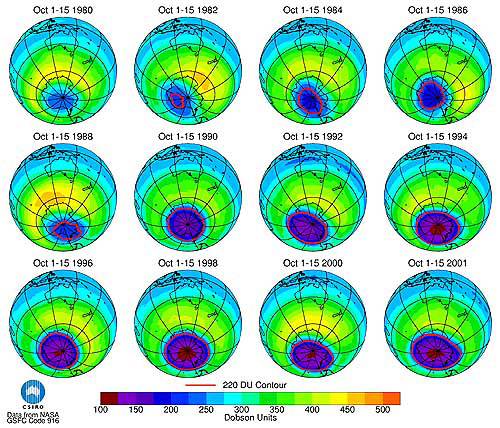 Oct 1-15 1980 Oct 1-15 1982 Oct 1-15 1984 Oct 1-15 1986
Oct 1-15 1988 Oct 1-15 1990 Oct 1-15 1992 Oct 1-15 1994
Oct 1-15 1996 Oct 1-15 1998 Oct 1-15 2000 Oct 1-15 2001
220 DU Contour
CSIRO
Data from NASA
GSFC Code 916
100 150 200 250 300 350 400 450 500
Dobson Units